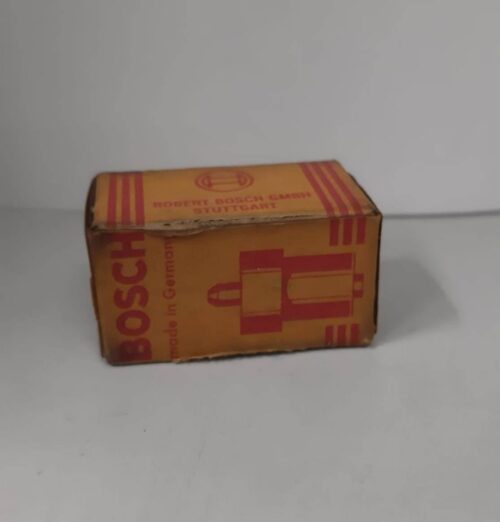 ROBERT BOSCH GMBH
STUTTGART
BOSCH
made in Germany